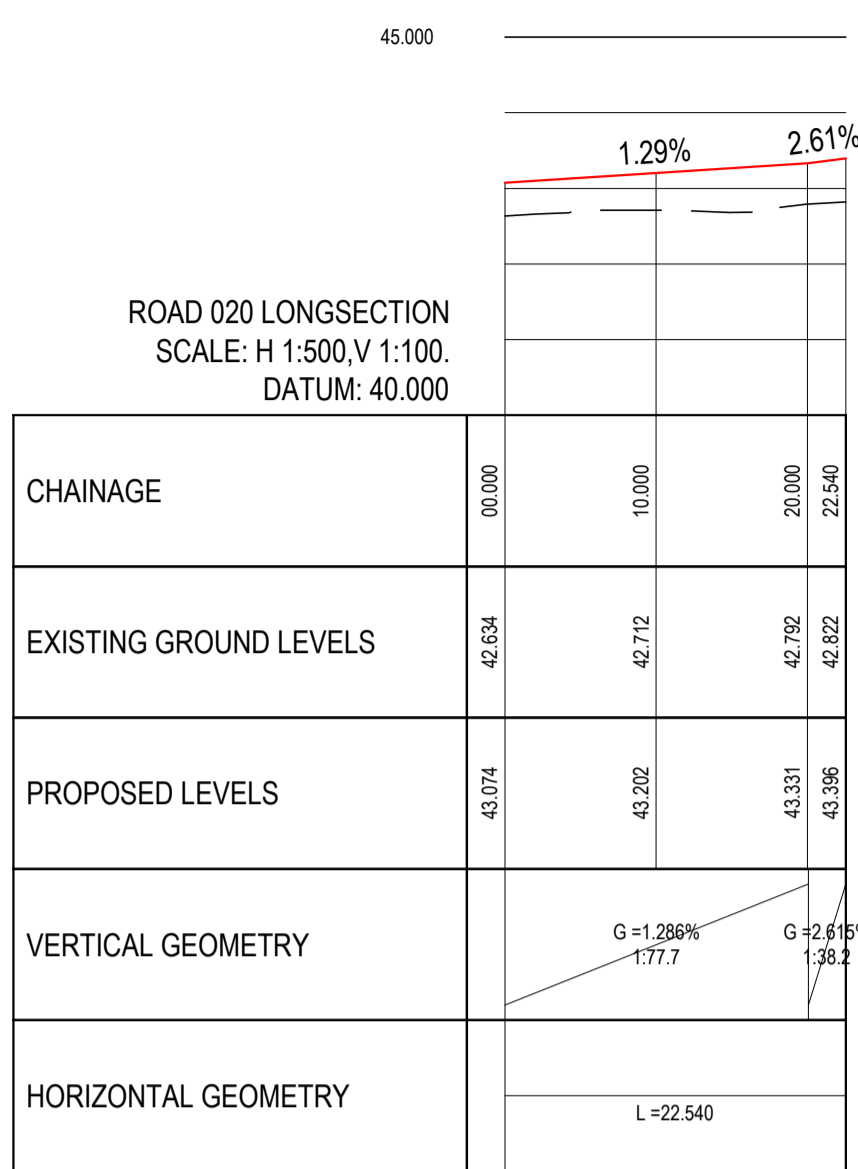 45.000
1.29%
2.61%
ROAD 020 LONGSECTION
SCALE: H 1:500,V 1:100.
DATUM: 40.000
CHAINAGE
00.000
10.000
20.000
22.540
EXISTING GROUND LEVELS
42.634
42.712
42.792
42.822
PROPOSED LEVELS
43.074
43.202
43.331
43.396
VERTICAL GEOMETRY
G =1.286%
1:77.7
G =2.615%
1:38.2
HORIZONTAL GEOMETRY
L =22.540